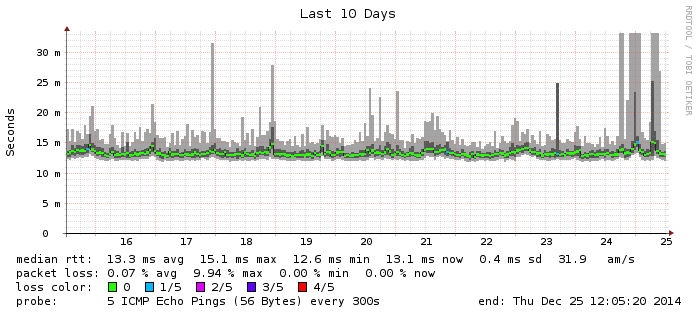 Last 10 Days
RRDTOOL / TOBI OETIKER
Seconds
30 m
25 m
20 m
15 m
10 m
5 m
0
16 17 18 19 20 21 22 23 24 25
median rtt: 13.3 ms avg 15.1 ms max 12.6 ms min 13.1 ms now 0.4 ms sd 31.9 am/s
packet loss: 0.07 % avg 9.94 % max 0.00 % min 0.00 % now
loss color: 0 1/5 2/5 3/5 4/5
probe: 5 ICMP Echo Pings (56 Bytes) every 300s end: Thu Dec 25 12:05:20 2014